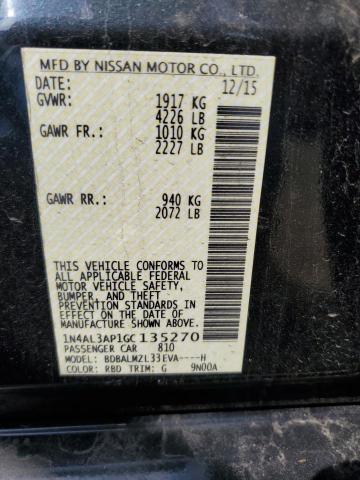 MFD BY NISSAN MOTOR CO., LTD.
DATE: 12/15
GVWR: 1917 KG
4226 LB
GAWR FR.: 1010 KG
2227 LB
GAWR RR.: 940 KG
2072 LB
THIS VEHICLE CONFORMS TO
ALL APPLICABLE FEDERAL
MOTOR VEHICLE SAFETY,
BUMPER, AND THEFT
PREVENTION STANDARDS
IN EFFECT ON THE DATE OF
MANUFACTURE SHOWN ABOVE.
1N4AL3AP1GC135270
PASSENGER CAR 810
MODEL: BDBALMZL33EVA----H
COLOR: RBD TRIM: G 9N00A